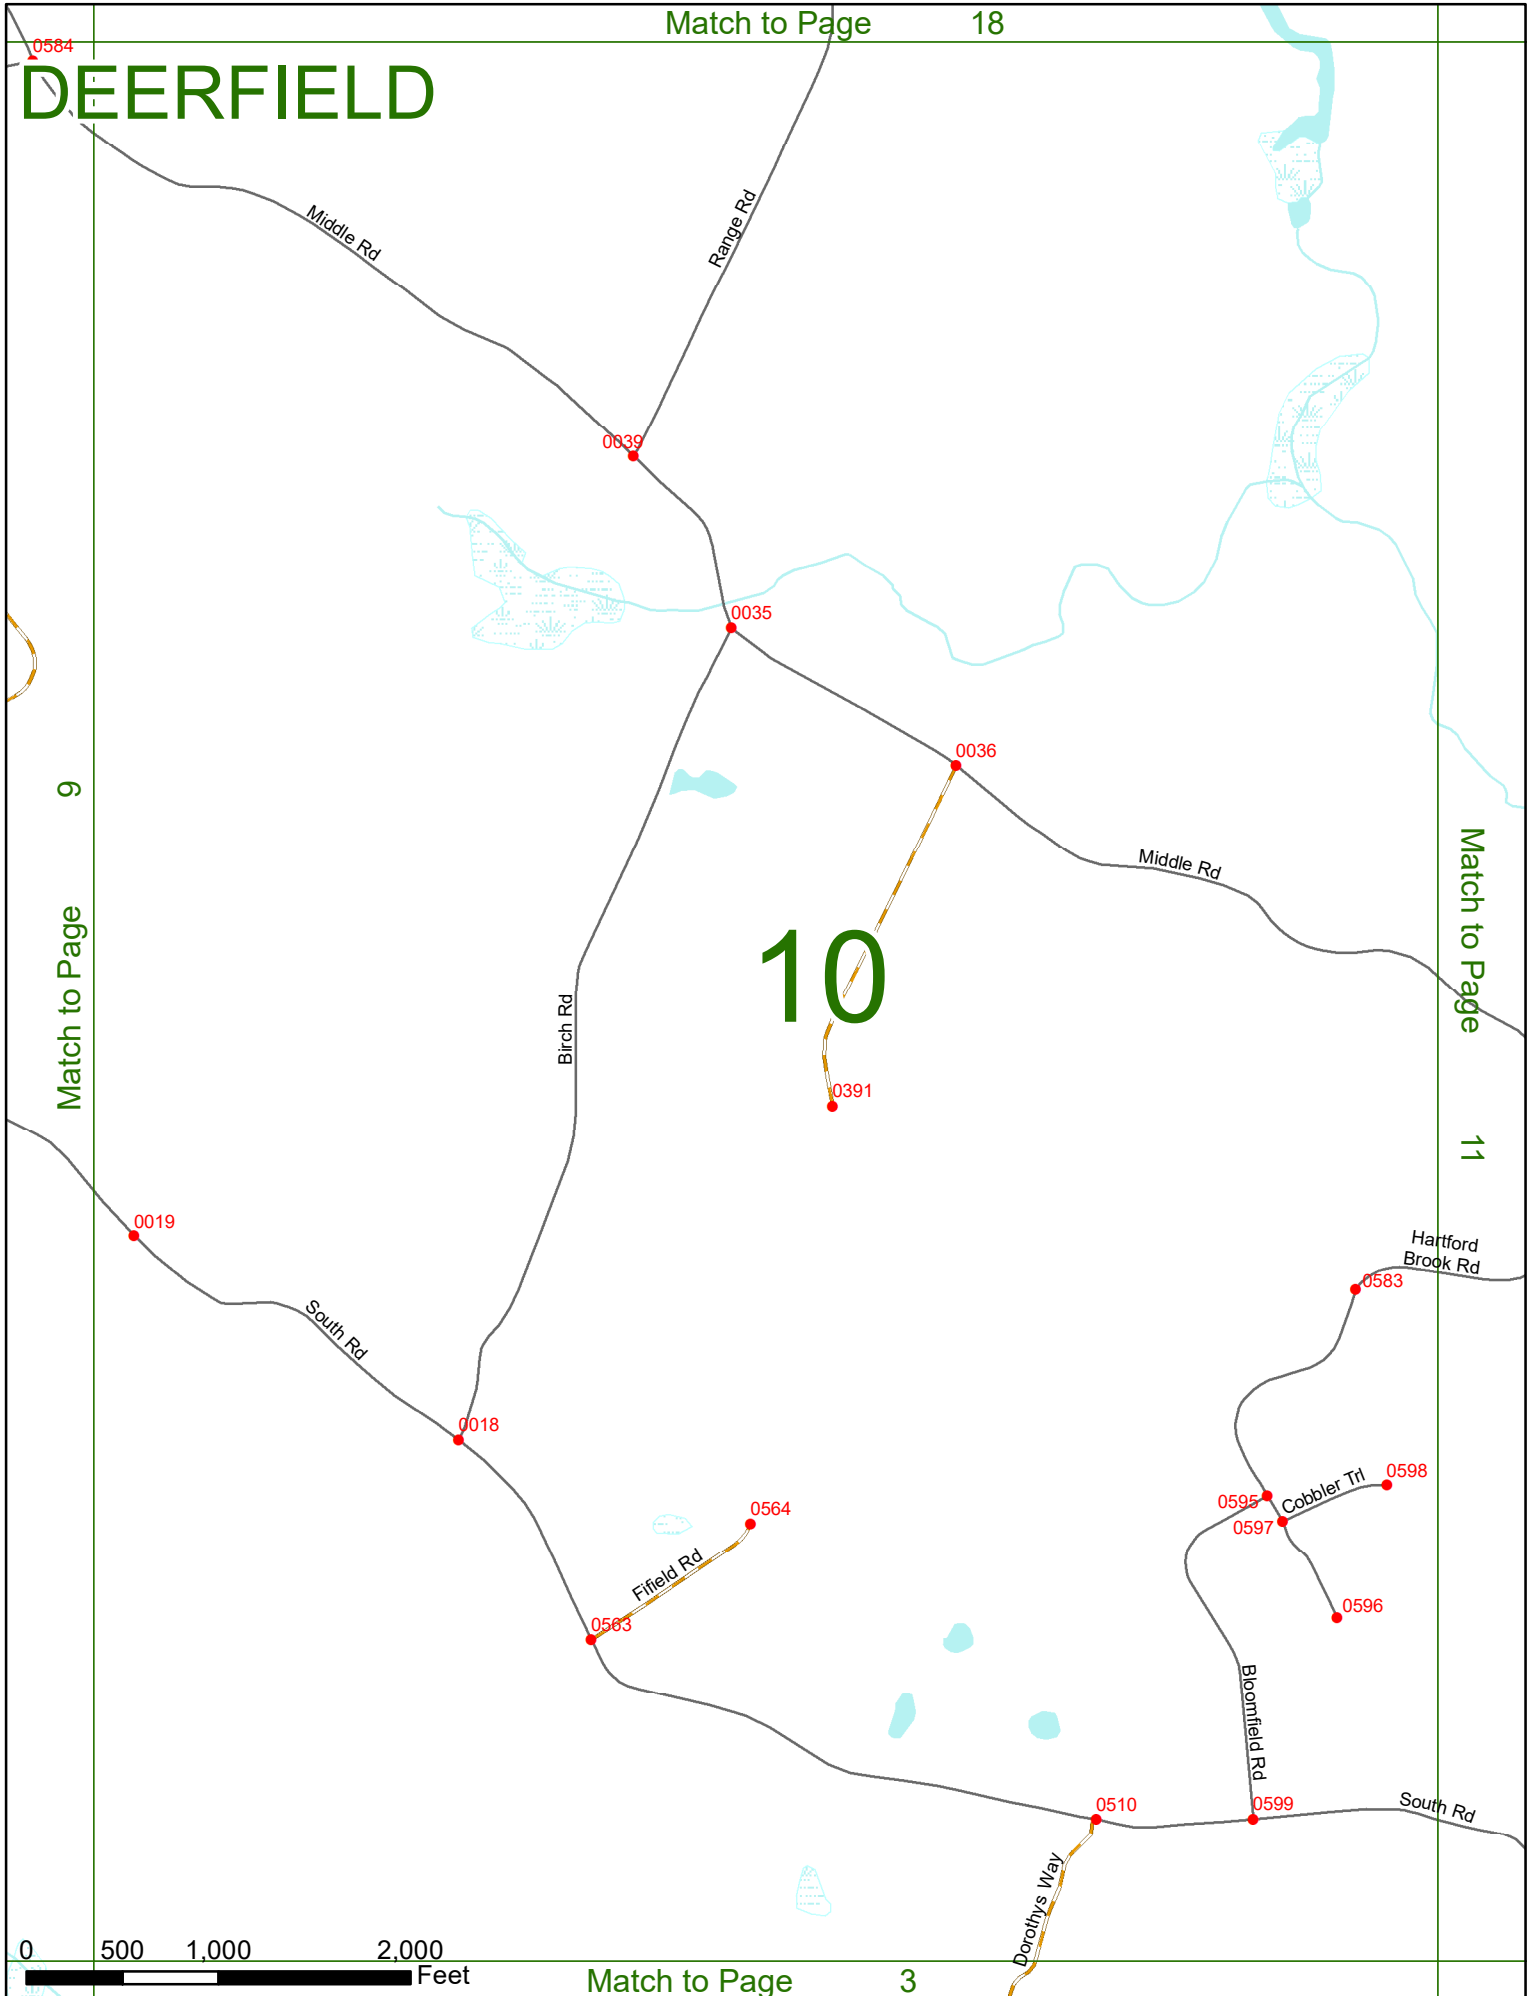 Match to Page 18
0584
DEERFIELD
Middle Rd
Range Rd
0039
0035
0036
9
Match to Page
Middle Rd
Match to Page
11
10
Birch Rd
0391
0019
Hartford
Brook Rd
0583
South Rd
0018
0598
Cobbler Trl
0595
0597
0564
Fifield Rd
0563
0596
Bloomfield Rd
0510
0599
South Rd
Dorothys Way
0 500 1,000 2,000
Feet
Match to Page 3